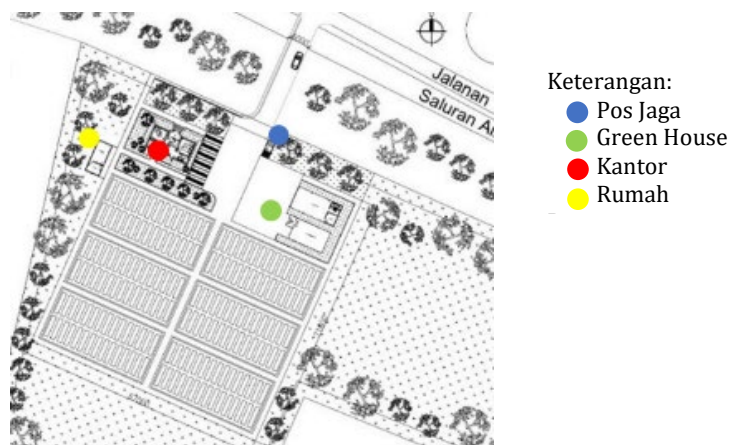 Jalanan
Saluran A
Keterangan:
Pos Jaga
Green House
Kantor
Rumah